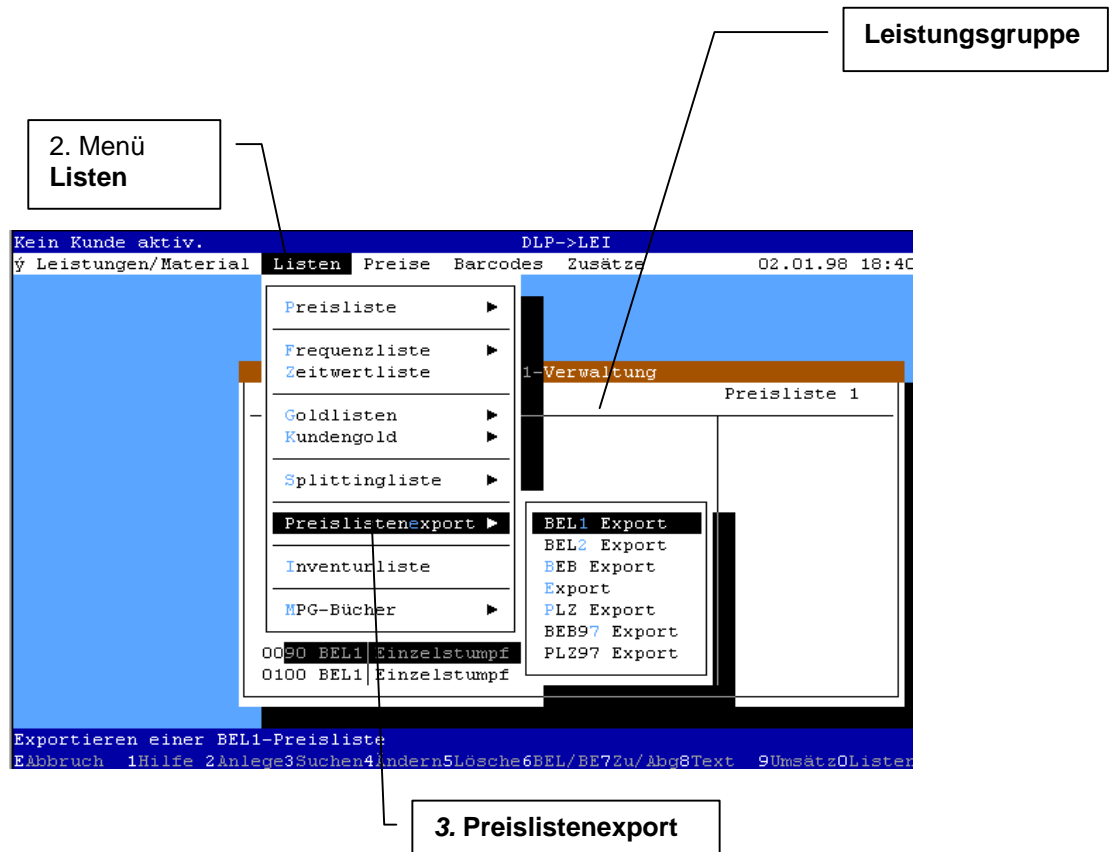 Leistungsgruppe
2. Menü
Listen
Kein Kunde aktiv. DLP->LEI
ý Leistungen/Material Listen Preise Barcodes Zusätze 02.01.98 18:40
Preisliste ►
Frequenzliste ►
Zeitwertliste
1-Verwaltung
Preisliste 1
Goldlisten ►
Kundengold ►
Splittingliste ►
Preislistenexport ►
BEL1 Export
BEL2 Export
Inventurliste
BEB Export
Export
MPG-Bücher ►
PLZ Export
BEB97 Export
0090 BEL1 Einzelstumpf
PLZ97 Export
0100 BEL1 Einzelstumpf
Exportieren einer BEL1-Preisliste
EAbbruch 1Hilfe 2Anlege3Suchen4Ändern5Lösche6BEL/BE7Zu/Abg8Text 9Umsätz0Listen
3. Preislistenexport